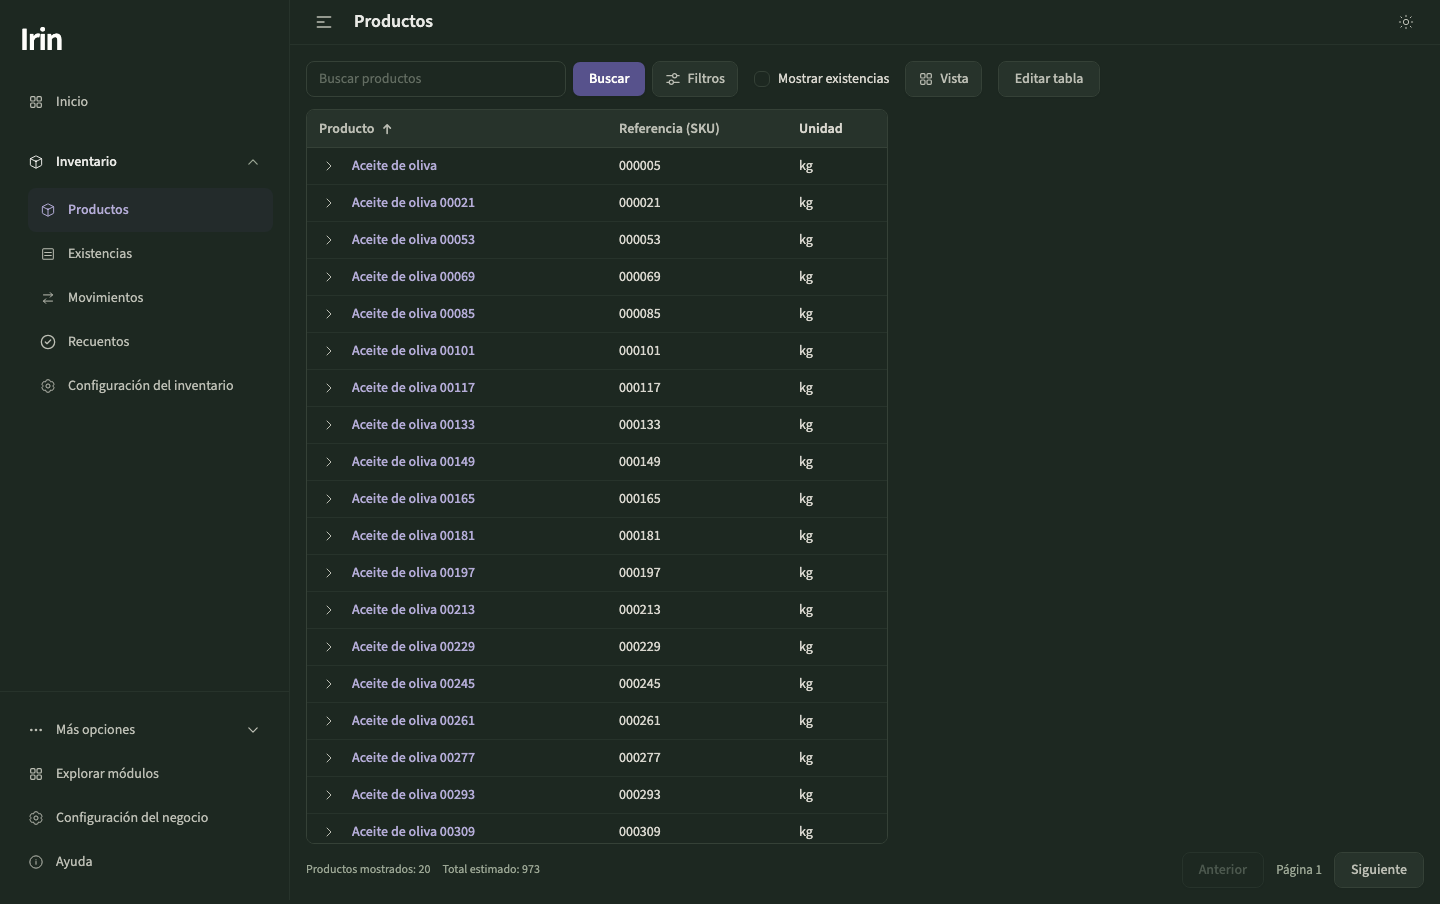 Irin
Inicio
Inventario
Productos
Existencias
Movimientos
Recuentos
Configuración del inventario
Más opciones
Explorar módulos
Configuración del negocio
Ayuda
Productos
Buscar productos
Buscar
Filtros
Mostrar existencias
Vista
Editar tabla
Producto Referencia (SKU) Unidad
Aceite de oliva 000005 kg
Aceite de oliva 00021 000021 kg
Aceite de oliva 00053 000053 kg
Aceite de oliva 00069 000069 kg
Aceite de oliva 00085 000085 kg
Aceite de oliva 00101 000101 kg
Aceite de oliva 00117 000117 kg
Aceite de oliva 00133 000133 kg
Aceite de oliva 00149 000149 kg
Aceite de oliva 00165 000165 kg
Aceite de oliva 00181 000181 kg
Aceite de oliva 00197 000197 kg
Aceite de oliva 00213 000213 kg
Aceite de oliva 00229 000229 kg
Aceite de oliva 00245 000245 kg
Aceite de oliva 00261 000261 kg
Aceite de oliva 00277 000277 kg
Aceite de oliva 00293 000293 kg
Aceite de oliva 00309 000309 kg
Productos mostrados: 20 Total estimado: 973
Anterior Página 1 Siguiente